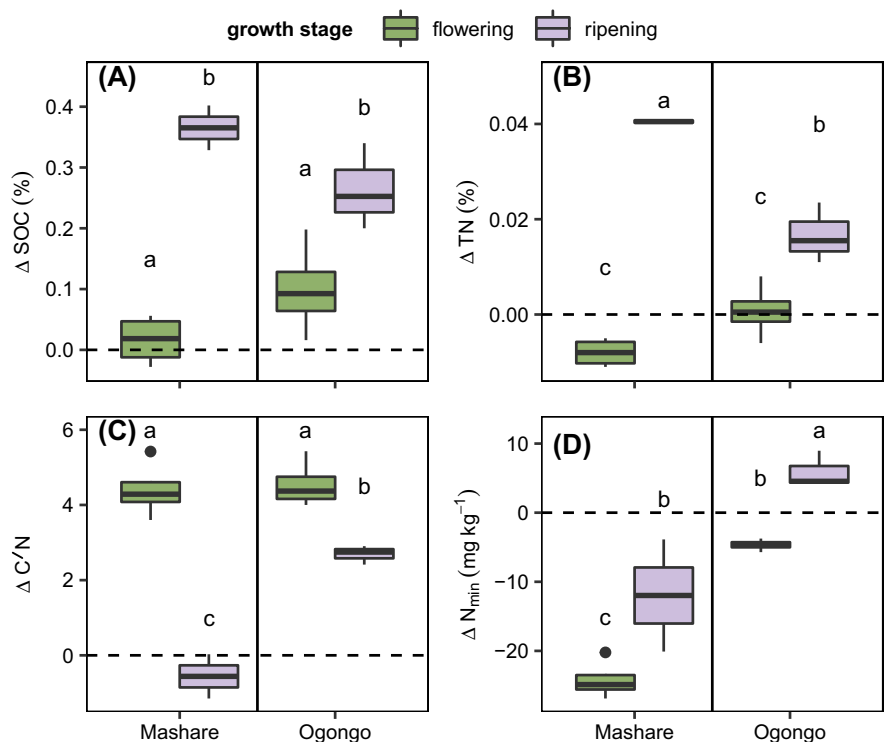 growth stage flowering ripening
(A)
b
b
a
a
0.4
0.3
0.2
0.1
0.0
Δ SOC (%)
(B)
a
b
c
c
0.04
0.02
0.00
Δ TN (%)
(C)
a
a
b
c
6
4
2
0
Δ C/N
Mashare Ogongo
(D)
a
b
b
c
10
0
−10
−20
Δ Nmin (mg kg−1)
Mashare Ogongo